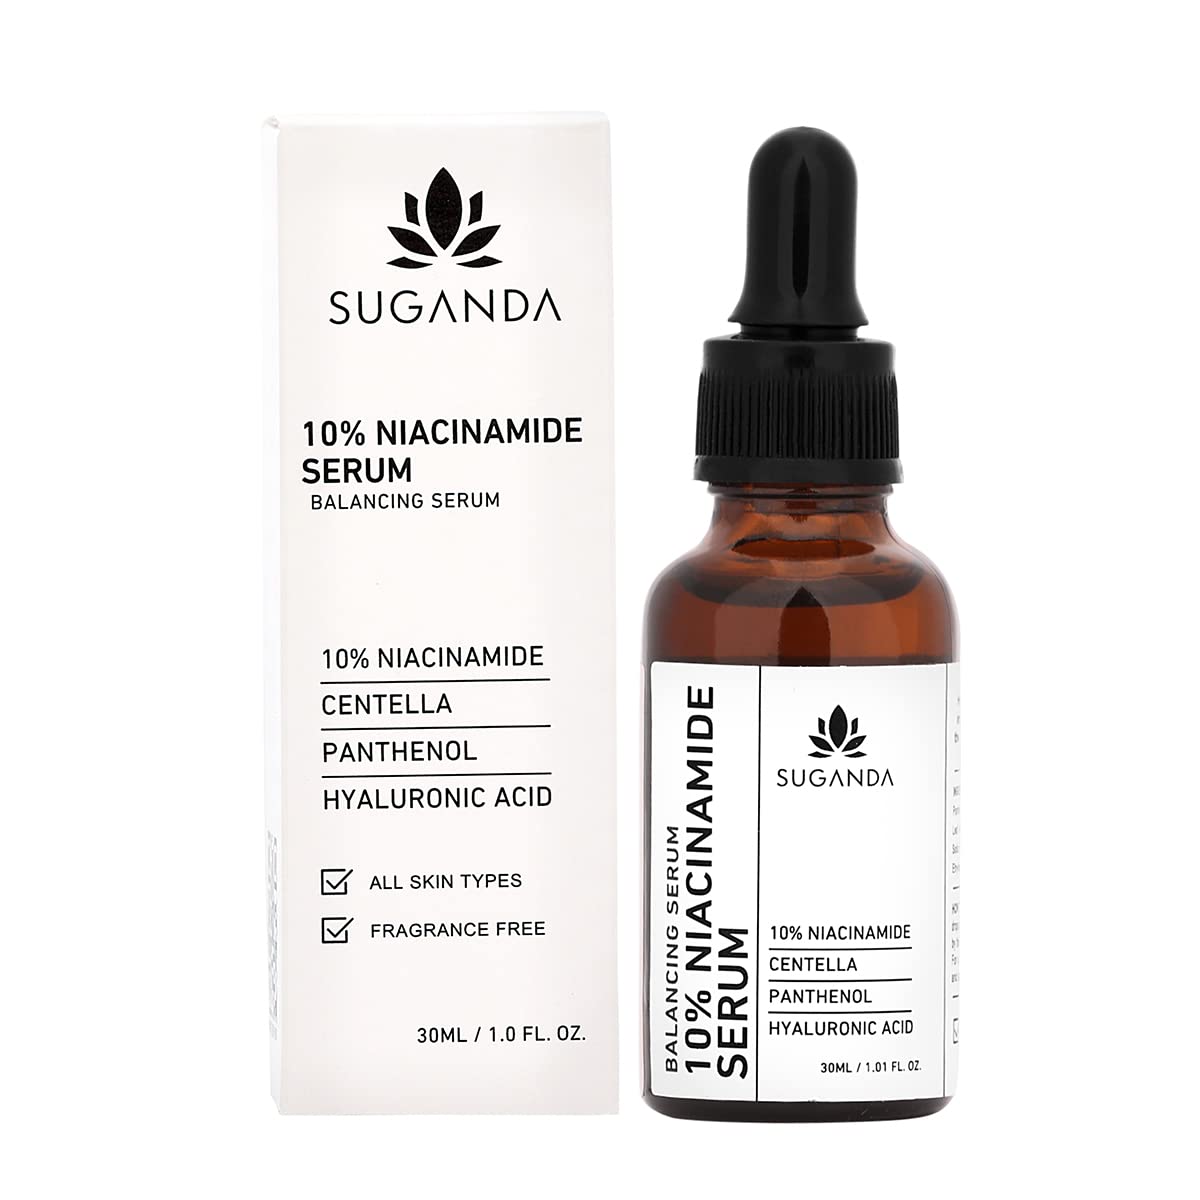 SUGANDA
10% NIACINAMIDE
SERUM
BALANCING SERUM
10% NIACINAMIDE
CENTELLA
PANTHENOL
HYALURONIC ACID
ALL SKIN TYPES
FRAGRANCE FREE
30ML / 1.0 FL. OZ.
BALANCING SERUM
10% NIACINAMIDE
SERUM
SUGANDA
10% NIACINAMIDE
CENTELLA
PANTHENOL
HYALURONIC ACID
30ML / 1.01 FL. OZ.